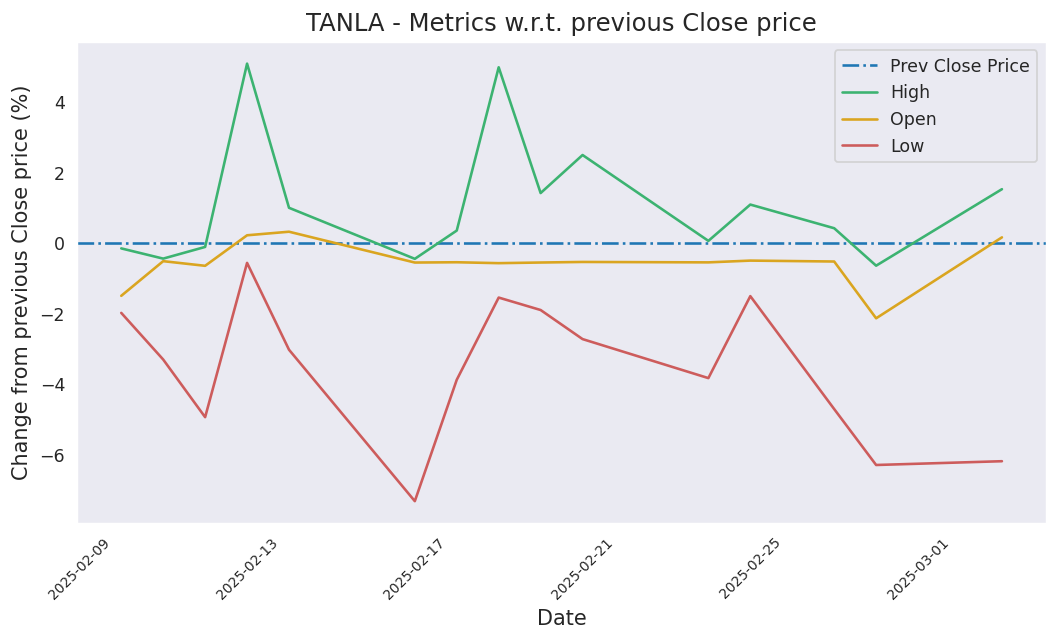 TANLA - Metrics w.r.t. previous Close price
Change from previous Close price (%)
4
2
0
−2
−4
−6
Prev Close Price
High
Open
Low
2025-02-09
2025-02-13
2025-02-17
2025-02-21
2025-02-25
2025-03-01
Date